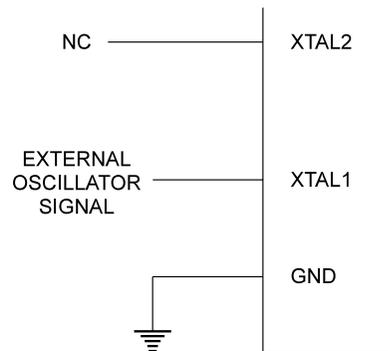 NC XTAL2
EXTERNAL
OSCILLATOR
SIGNAL
XTAL1
GND